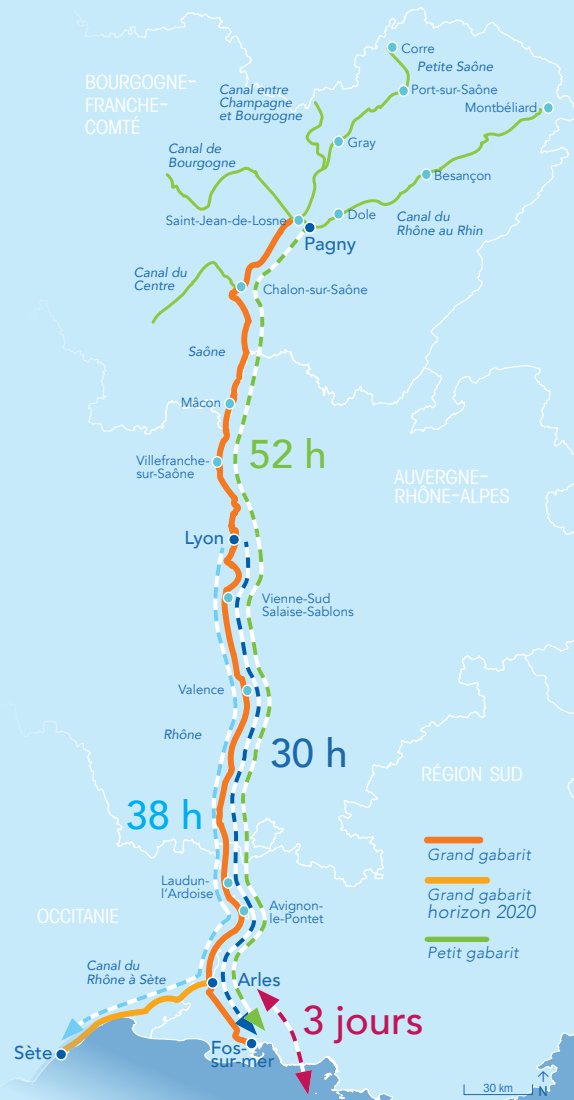 Corre
Petite Saône
BOURGOGNE-
FRANCHE-
COMTÉ
Canal entre
Champagne
et Bourgogne
Port-sur-Saône
Montbéliard
Gray
Canal de
Bourgogne
Besançon
Saint-Jean-de-Losne
Dole
Canal du
Rhône au Rhin
Pagny
Canal du
Centre
Chalon-sur-Saône
Saône
Mâcon
52 h
Villefranche-
sur-Saône
AUVERGNE-
RHÔNE-ALPES
Lyon
Vienne-Sud
Salaise-Sablons
Valence
Rhône
30 h
RÉGION SUD
38 h
Grand gabarit
Laudun-
l'Ardoise
Grand gabarit
horizon 2020
Avignon-
le-Pontet
OCCITANIE
Petit gabarit
Canal du
Rhône à Sète
Arles
3 jours
Sète
Fos-
sur-mer
30 km
N